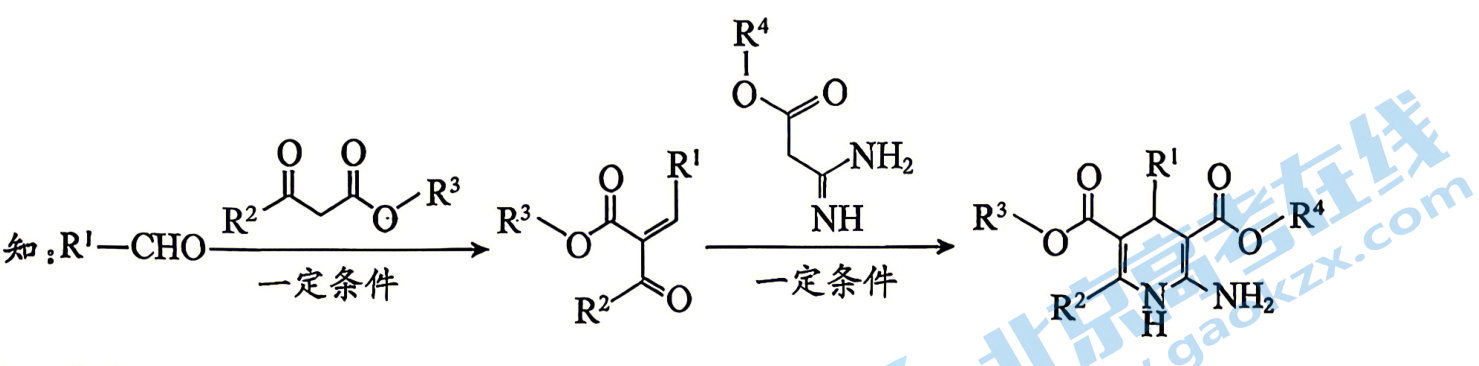 知：R¹—CHO
O O
R² O R³
一定条件
R¹
O
R³ O
R² O
R⁴
O O
NH₂
NH
一定条件
R¹
O O
R³ O O R⁴
R² N H NH₂
北京高考在线
www.gaokzx.com